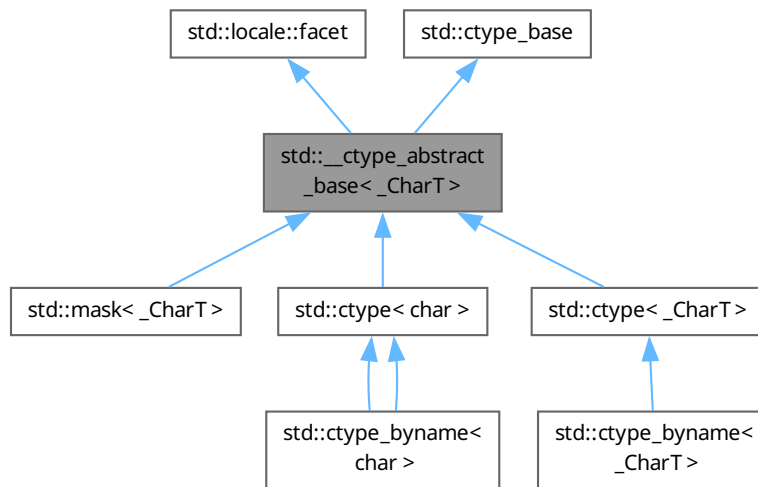 std::locale::facet
std::ctype_base
std::__ctype_abstract
_base< _CharT >
std::mask< _CharT >
std::ctype< char >
std::ctype< _CharT >
std::ctype_byname<
char >
std::ctype_byname<
_CharT >